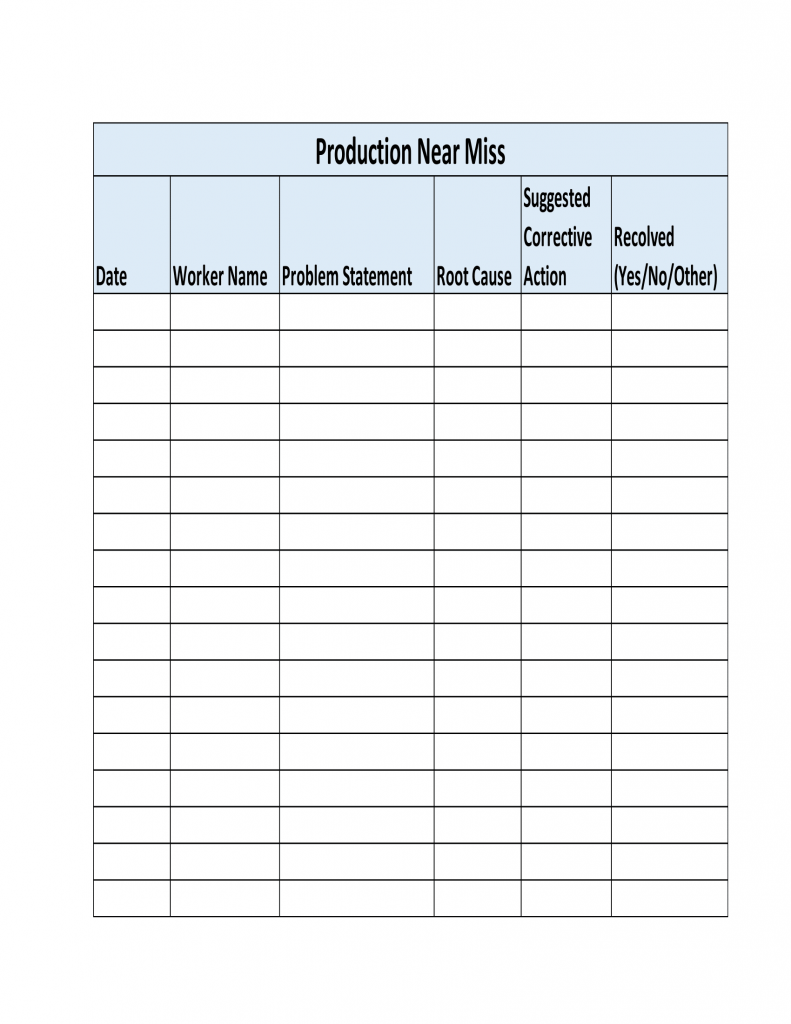 Production Near Miss
Date
Worker Name
Problem Statement
Root Cause
Suggested
Corrective
Action
Recolved
(Yes/No/Other)